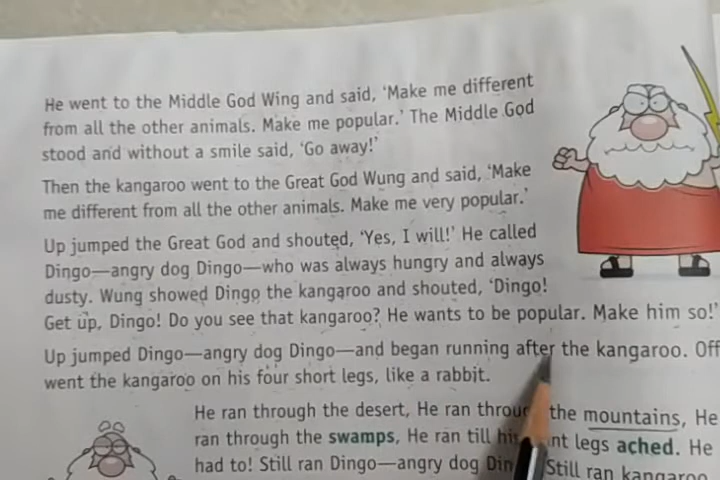 He went to the Middle God Wing and said, ‘Make me different
from all the other animals. Make me popular.’ The Middle God
stood and without a smile said, ‘Go away!’
Then the kangaroo went to the Great God Wung and said, ‘Make
me different from all the other animals. Make me very popular.’
Up jumped the Great God and shouted, ‘Yes, I will!’ He called
Dingo—angry dog Dingo—who was always hungry and always
dusty. Wung showed Dingo the kangaroo and shouted, ‘Dingo!
Get up, Dingo! Do you see that kangaroo? He wants to be popular. Make him so!’
Up jumped Dingo—angry dog Dingo—and began running after the kangaroo. Off
went the kangaroo on his four short legs, like a rabbit.
He ran through the desert, He ran the mountains, He
ran through the swamps, He ran till legs ached. He
had to! Still ran Dingo—angry dog Still ran kangaroo